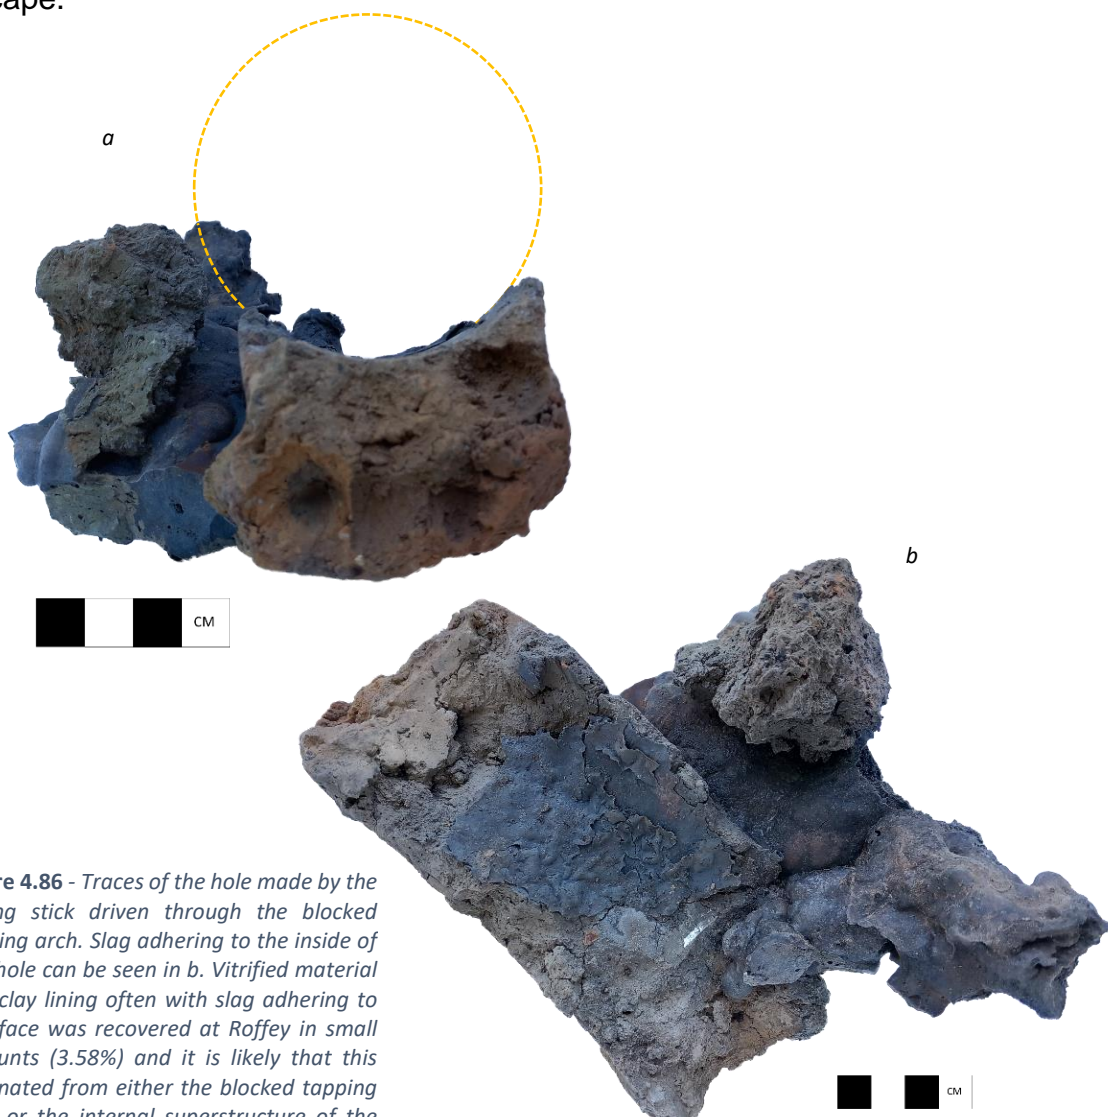 cape.
a
CM
b
re 4.86 - Traces of the hole made by the
ng stick driven through the blocked
ing arch. Slag adhering to the inside of
hole can be seen in b. Vitrified material
clay lining often with slag adhering to
face was recovered at Roffey in small
unts (3.58%) and it is likely that this
nated from either the blocked tapping
or the internal superstructure of the
CM